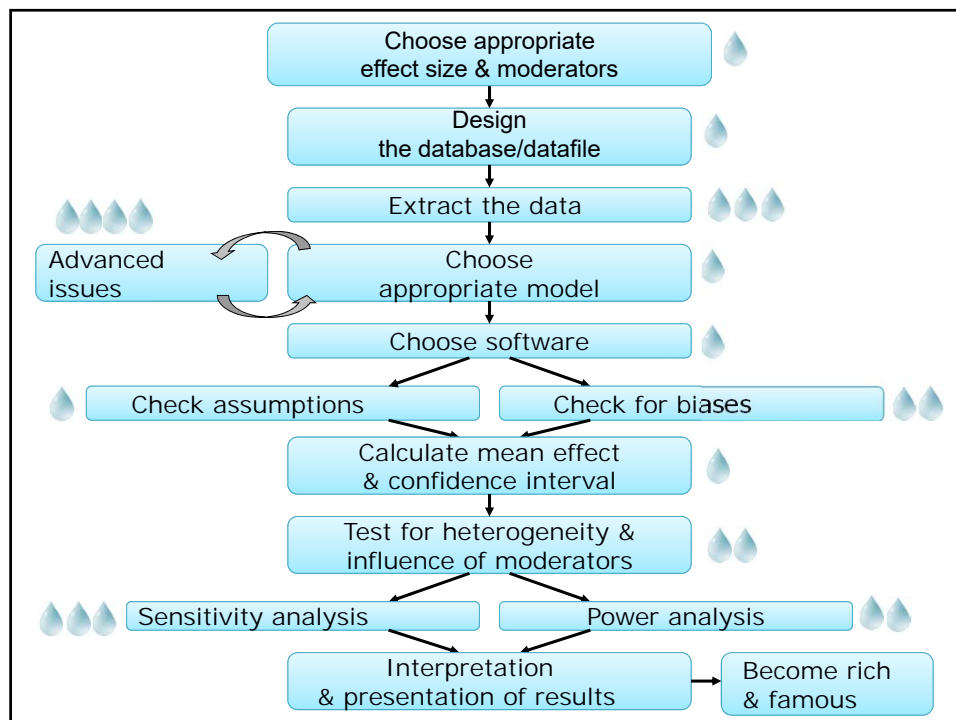 Choose appropriate
effect size & moderators
Design
the database/datafile
Extract the data
Advanced
issues
Choose
appropriate model
Choose software
Check assumptions
Check for biases
Calculate mean effect
& confidence interval
Test for heterogeneity &
influence of moderators
Sensitivity analysis
Power analysis
Interpretation
& presentation of results
Become rich
& famous